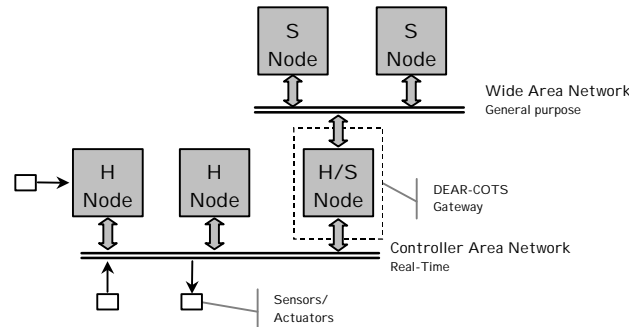 S
Node
S
Node
Wide Area Network
General purpose
H
Node
H
Node
H/S
Node
DEAR-COTS
Gateway
Controller Area Network
Real-Time
Sensors/
Actuators